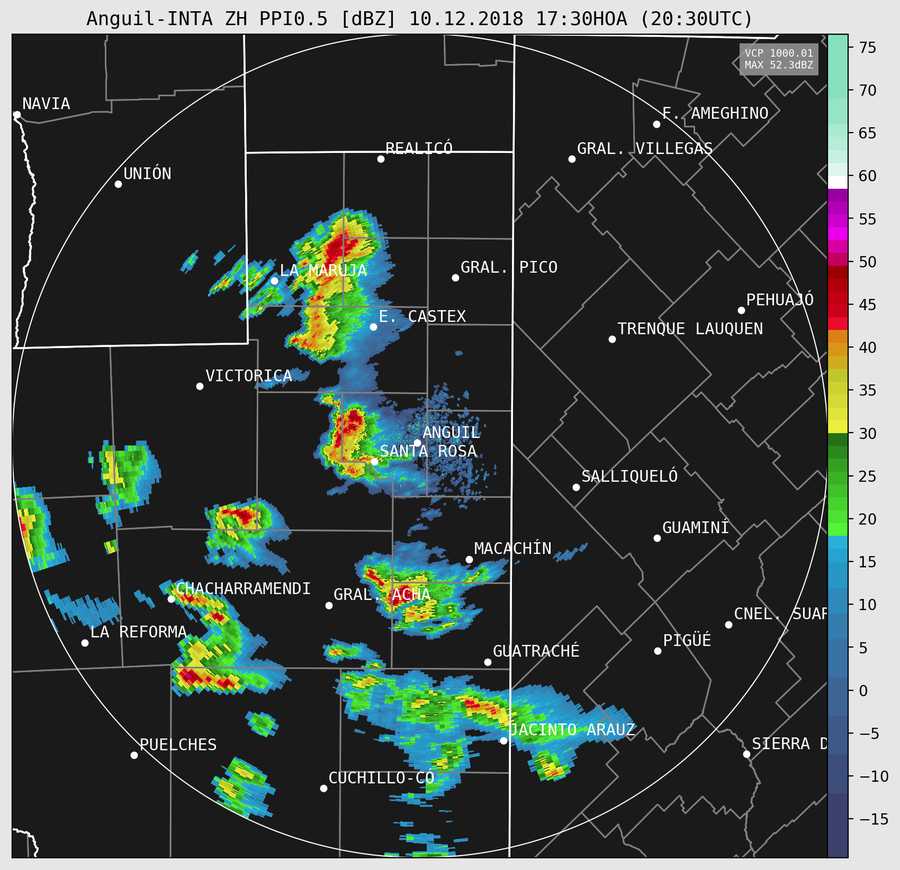 Anguil-INTA ZH PPI0.5 [dBZ] 10.12.2018 17:30HOA (20:30UTC)
VCP 1000.01
MAX 52.3dBZ
NAVIA
F. AMEGHINO
REALICÓ
GRAL. VILLEGAS
UNIÓN
LA MARUJA
GRAL. PICO
PEHUAJÓ
E. CASTEX
TRENQUE LAUQUEN
VICTORICA
ANGUIL
SANTA ROSA
SALLIQUELÓ
GUAMINÍ
MACACHÍN
CHACHARRAMENDI
GRAL. ACHA
CNEL. SUAR
LA REFORMA
PIGÜÉ
GUATRACHÉ
JACINTO ARAUZ
PUELCHES
SIERRA D
CUCHILLO-CO
75
70
65
60
55
50
45
40
35
30
25
20
15
10
5
0
−5
−10
−15